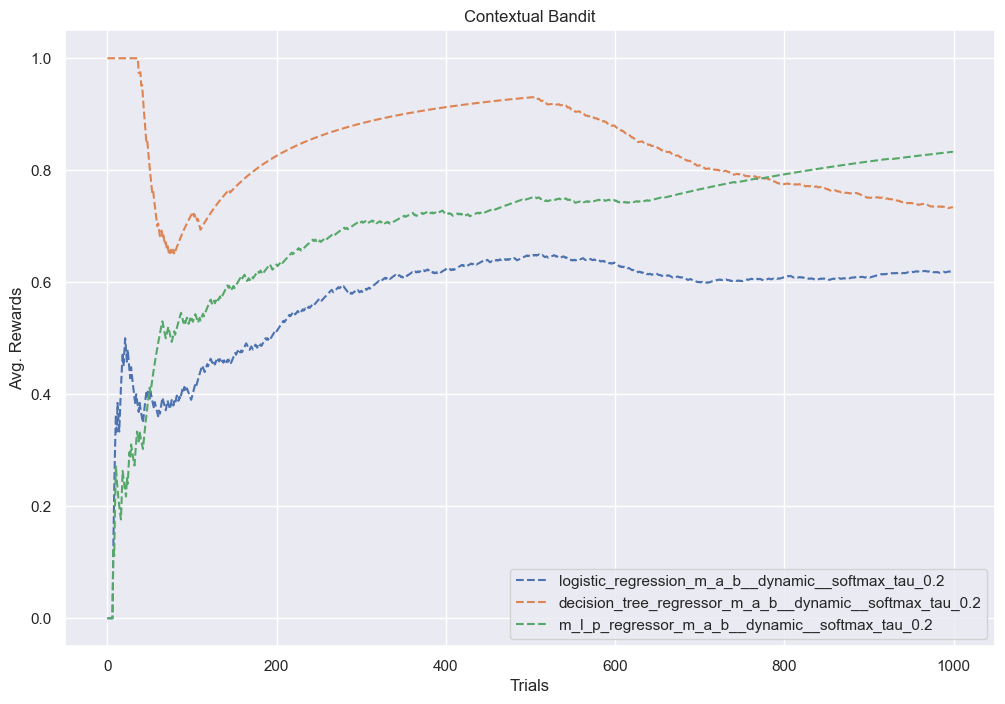 Contextual Bandit
1.0
0.8
0.6
0.4
0.2
0.0
Avg. Rewards
0 200 400 600 800 1000
Trials
logistic_regression_m_a_b__dynamic__softmax_tau_0.2
decision_tree_regressor_m_a_b__dynamic__softmax_tau_0.2
m_l_p_regressor_m_a_b__dynamic__softmax_tau_0.2